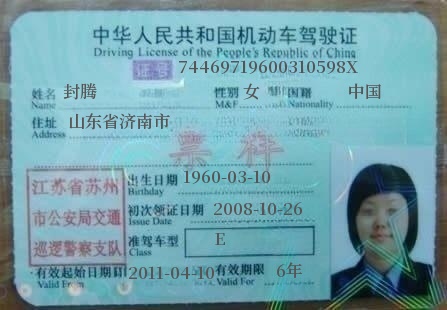 中华人民共和国机动车驾驶证
Driving License of the People's Republic of China
证号 74469719600310598X
姓名 封腾 性别 女 国籍 中国
Name M&F Nationality
住址 山东省济南市
Address
票样
出生日期 1960-03-10
Birthday
江苏省苏州
市公安局交通
巡逻警察支队
初次领证日期 2008-10-26
Issue Date
准驾车型 E
Class
有效起始日期 2011-04-10 有效期限 6年
Valid From Valid For